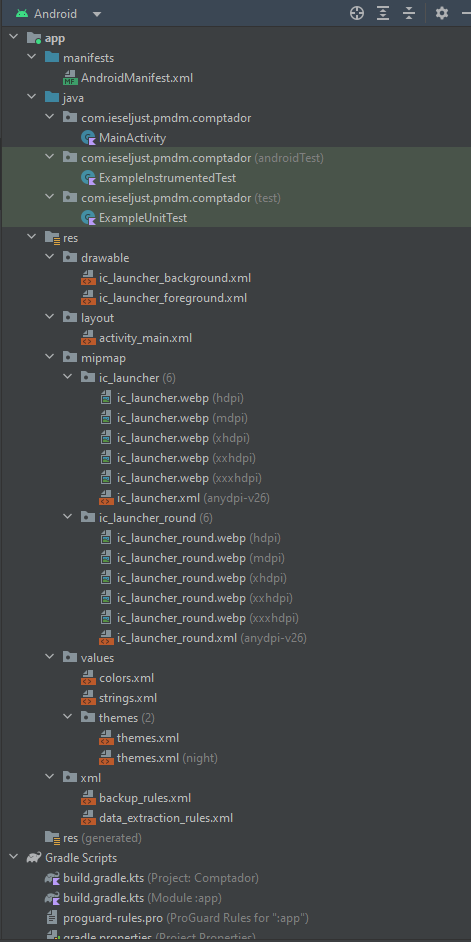 Android
app
manifests
AndroidManifest.xml
java
com.ieseljust.pmdm.comptador
MainActivity
com.ieseljust.pmdm.comptador (androidTest)
ExampleInstrumentedTest
com.ieseljust.pmdm.comptador (test)
ExampleUnitTest
res
drawable
ic_launcher_background.xml
ic_launcher_foreground.xml
layout
activity_main.xml
mipmap
ic_launcher (6)
ic_launcher.webp (hdpi)
ic_launcher.webp (mdpi)
ic_launcher.webp (xhdpi)
ic_launcher.webp (xxhdpi)
ic_launcher.webp (xxxhdpi)
ic_launcher.xml (anydpi-v26)
ic_launcher_round (6)
ic_launcher_round.webp (hdpi)
ic_launcher_round.webp (mdpi)
ic_launcher_round.webp (xhdpi)
ic_launcher_round.webp (xxhdpi)
ic_launcher_round.webp (xxxhdpi)
ic_launcher_round.xml (anydpi-v26)
values
colors.xml
strings.xml
themes (2)
themes.xml
themes.xml (night)
xml
backup_rules.xml
data_extraction_rules.xml
res (generated)
Gradle Scripts
build.gradle.kts (Project: Comptador)
build.gradle.kts (Module :app)
proguard-rules.pro (ProGuard Rules for ":app")
gradle.properties (Project Properties)